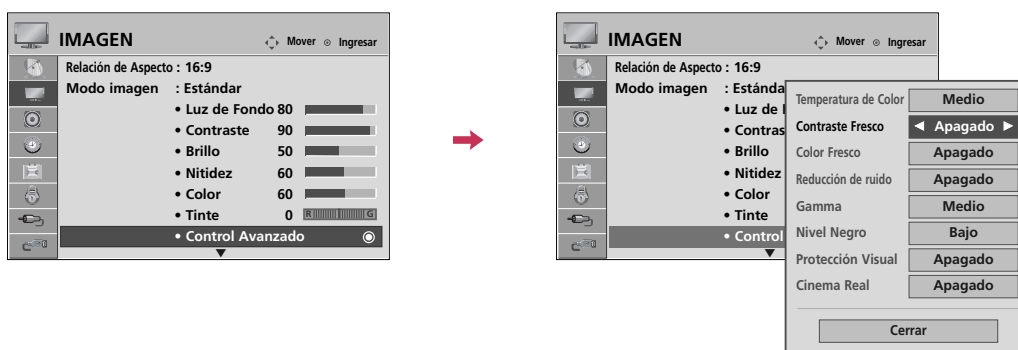 IMAGEN Mover Ingresar
Relación de Aspecto : 16:9
Modo imagen : Estándar
• Luz de Fondo 80
• Contraste 90
• Brillo 50
• Nitidez 60
• Color 60
• Tinte 0 R G
• Control Avanzado
IMAGEN Mover Ingresar
Relación de Aspecto : 16:9
Modo imagen : Estánda
• Luz de
• Contras
• Brillo
• Nitidez
• Color
• Tinte
• Control
Temperatura de Color Medio
Contraste Fresco ◄ Apagado ►
Color Fresco Apagado
Reducción de ruido Apagado
Gamma Medio
Nivel Negro Bajo
Protección Visual Apagado
Cinema Real Apagado
Cerrar